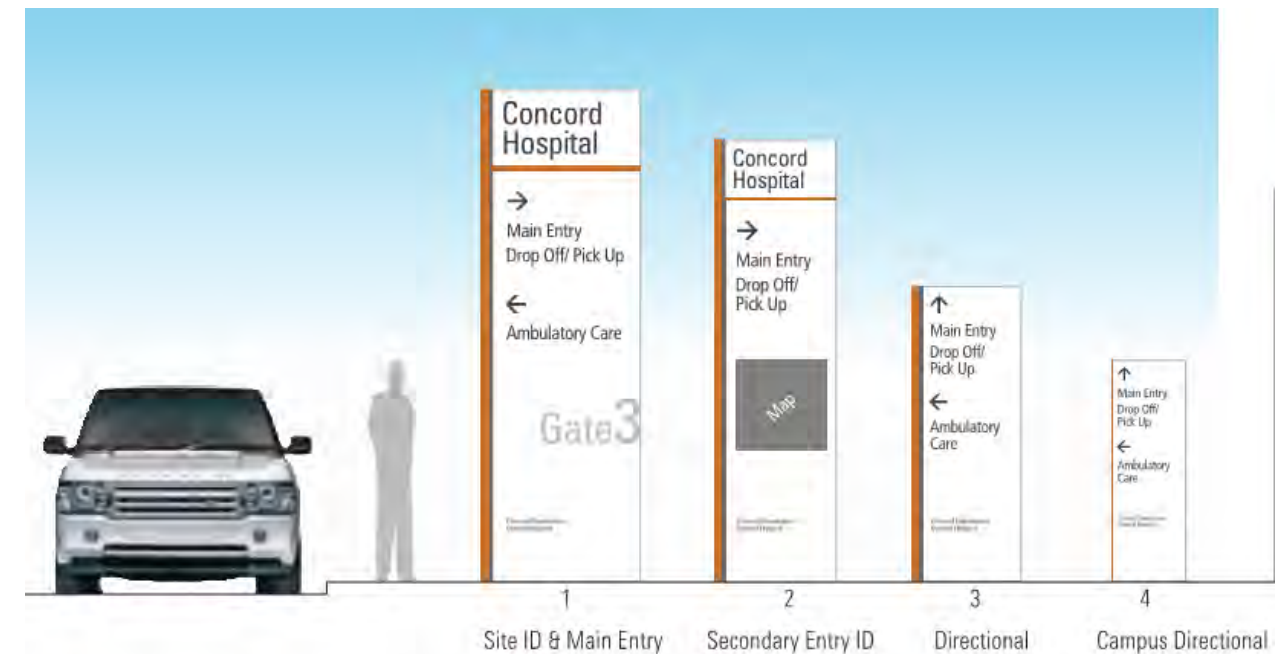 Concord
Hospital
→
Main Entry
Drop Off/ Pick Up
←
Ambulatory Care
Gate3
Concord
Hospital
→
Main Entry
Drop Off/
Pick Up
Map
↑
Main Entry
Drop Off/
Pick Up
←
Ambulatory
Care
↑
Main Entry
Drop Off/
Pick Up
←
Ambulatory
Care
1
2
3
4
Site ID & Main Entry
Secondary Entry ID
Directional
Campus Directional